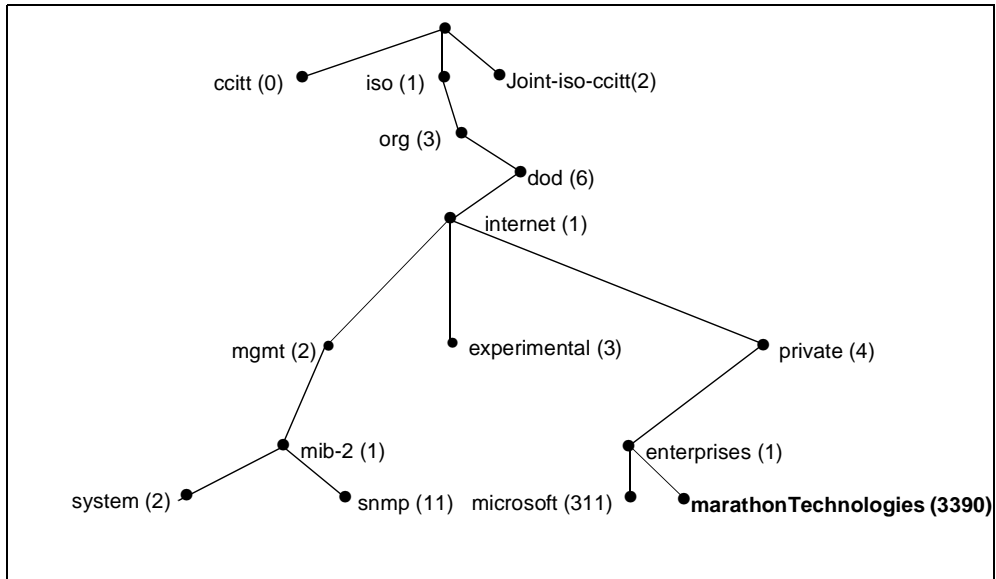 ccitt (0)
iso (1)
Joint-iso-ccitt(2)
org (3)
dod (6)
internet (1)
mgmt (2)
experimental (3)
private (4)
mib-2 (1)
enterprises (1)
system (2)
snmp (11)
microsoft (311)
marathonTechnologies (3390)